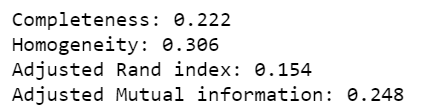 Completeness: 0.222
Homogeneity: 0.306
Adjusted Rand index: 0.154
Adjusted Mutual information: 0.248